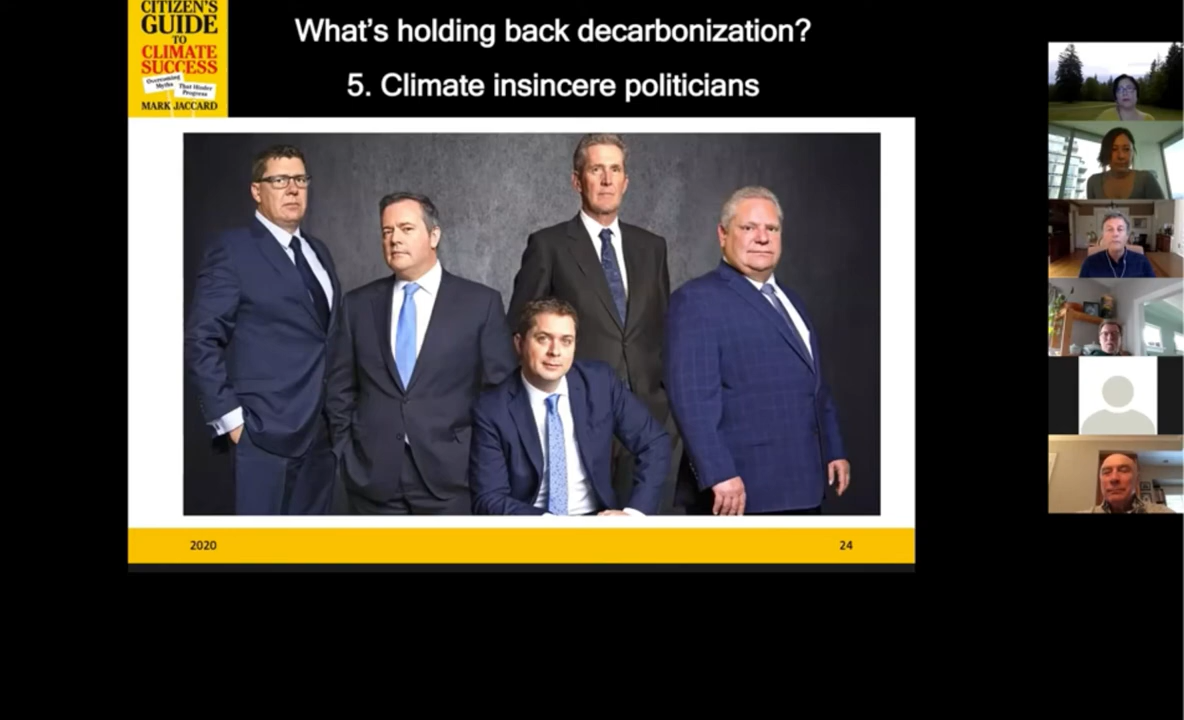 CITIZEN'S
GUIDE
TO
CLIMATE
SUCCESS
Overcoming
Myths
That Hinder
Progress
MARK JACCARD
What's holding back decarbonization?
5. Climate insincere politicians
2020
24